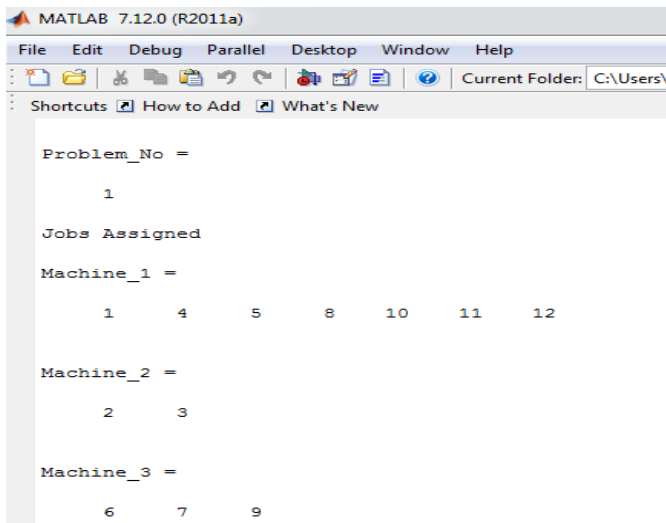 MATLAB 7.12.0 (R2011a)
File Edit Debug Parallel Desktop Window Help
Current Folder: C:\Users\
Shortcuts How to Add What's New
Problem_No =
1
Jobs Assigned
Machine_1 =
1 4 5 8 10 11 12
Machine_2 =
2 3
Machine_3 =
6 7 9